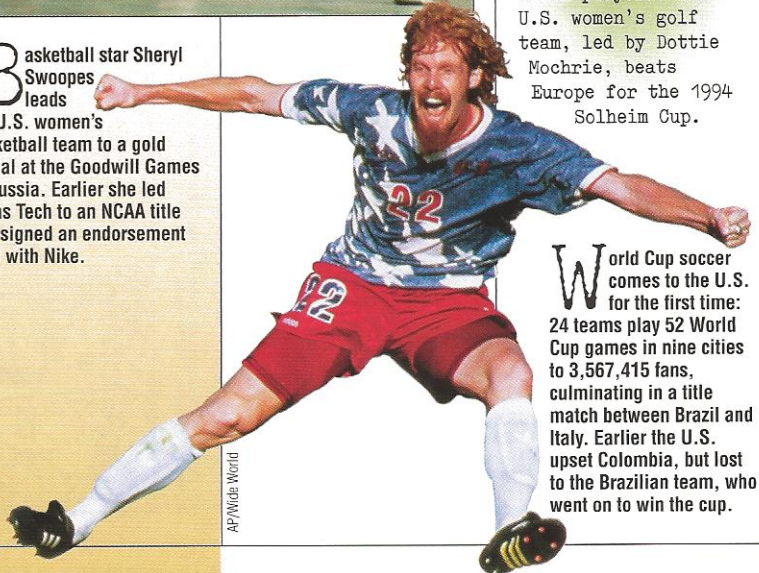 Basketball star Sheryl
Swoopes
leads
U.S. women's
ketball team to a gold
al at the Goodwill Games
ussia. Earlier she led
as Tech to an NCAA title
signed an endorsement
with Nike.
U.S. women's golf
team, led by Dottie
Mochrie, beats
Europe for the 1994
Solheim Cup.
22
22
AP/Wide World
World Cup soccer
comes to the U.S.
for the first time:
24 teams play 52 World
Cup games in nine cities
to 3,567,415 fans,
culminating in a title
match between Brazil and
Italy. Earlier the U.S.
upset Colombia, but lost
to the Brazilian team, who
went on to win the cup.